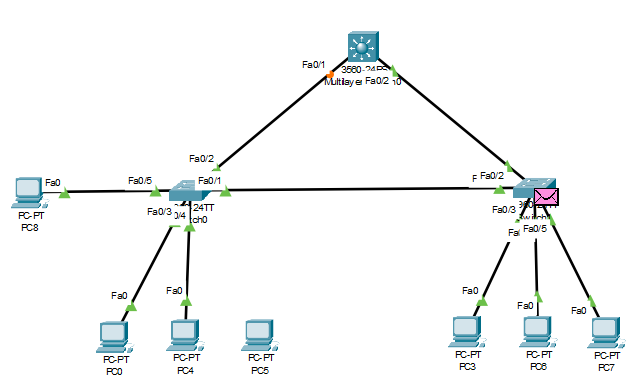 Fa0/1
3560-24PS
Fa0/2
Fa0/2
Fa0
Fa0/5
Fa0/1
Fa0/2
Fa0/3
Fa0/3
Fa0/5
PC-PT
PC8
Fa0
Fa0
Fa0
Fa0
Fa0
PC-PT
PC0
PC-PT
PC4
PC-PT
PC5
PC-PT
PC3
PC-PT
PC6
PC-PT
PC7